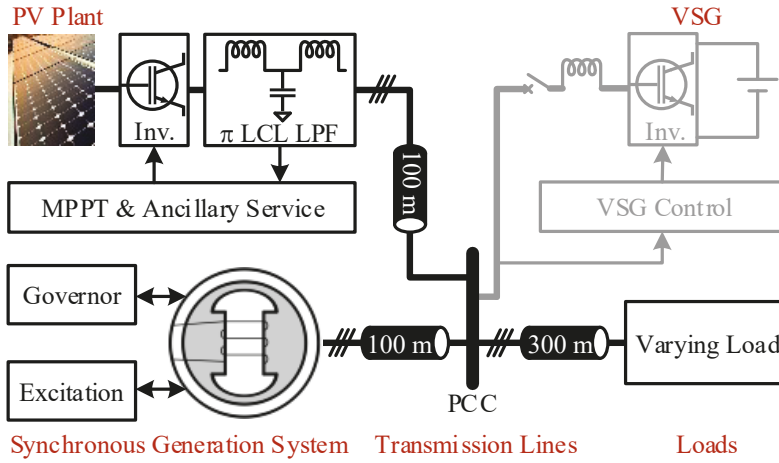 PV Plant
VSG
Inv.
π LCL LPF
Inv.
100 m
MPPT & Ancillary Service
VSG Control
Governor
Excitation
100 m
300 m
Varying Load
PCC
Synchronous Generation System
Transmission Lines
Loads